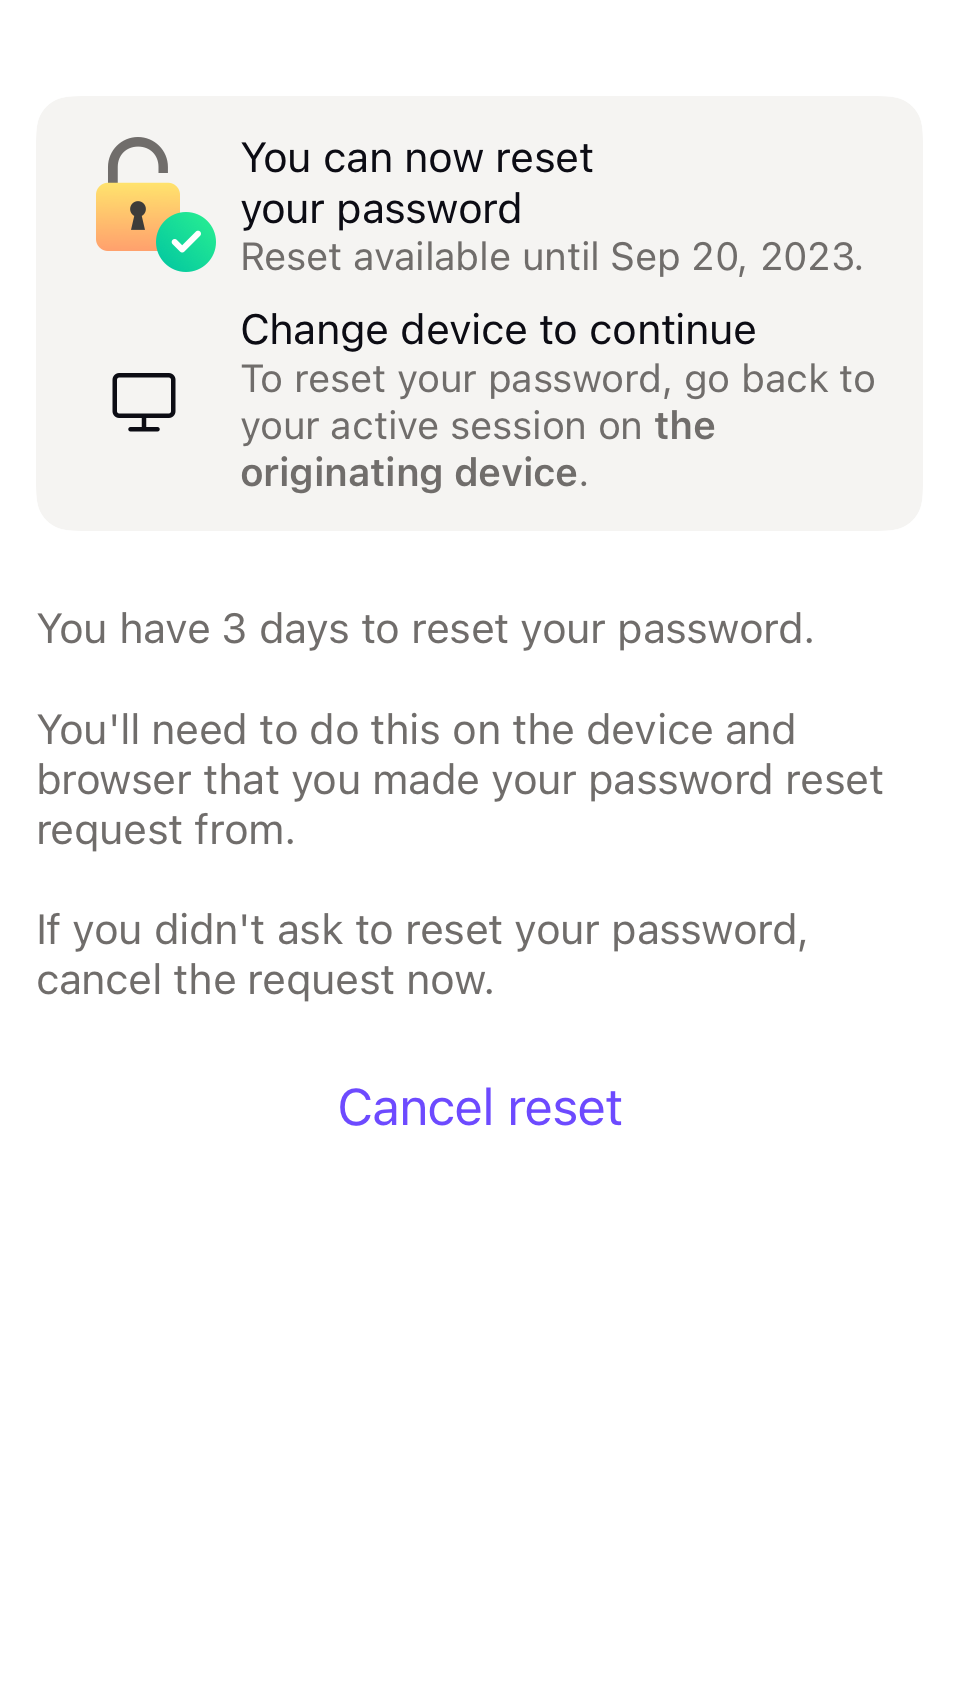 You can now reset
your password
Reset available until Sep 20, 2023.
Change device to continue
To reset your password, go back to
your active session on the
originating device.
You have 3 days to reset your password.
You'll need to do this on the device and
browser that you made your password reset
request from.
If you didn't ask to reset your password,
cancel the request now.
Cancel reset